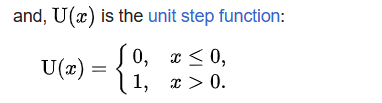 and, U(x) is the unit step function:
U(x) = { 0, x ≤ 0,
1, x > 0.